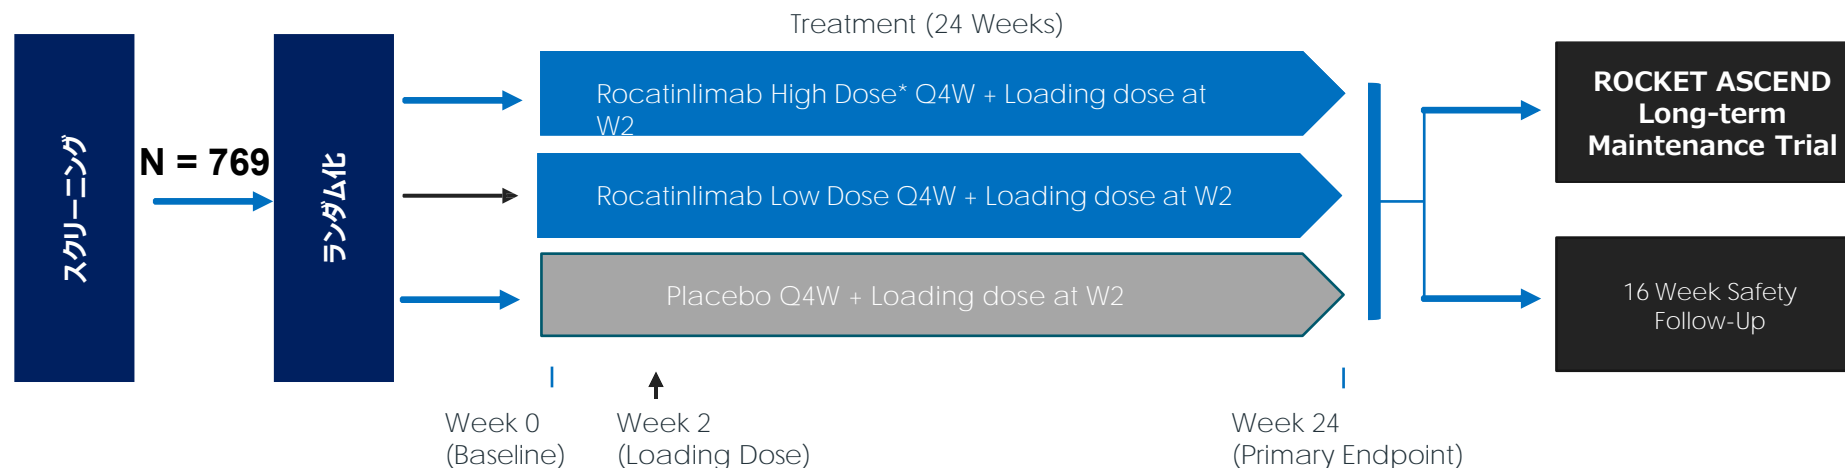 Treatment (24 Weeks)
スクリーニング
N = 769
ランダム化
Rocatinlimab High Dose* Q4W + Loading dose at
W2
Rocatinlimab Low Dose Q4W + Loading dose at W2
Placebo Q4W + Loading dose at W2
ROCKET ASCEND
Long-term
Maintenance Trial
16 Week Safety
Follow-Up
Week 0
(Baseline)
Week 2
(Loading Dose)
Week 24
(Primary Endpoint)